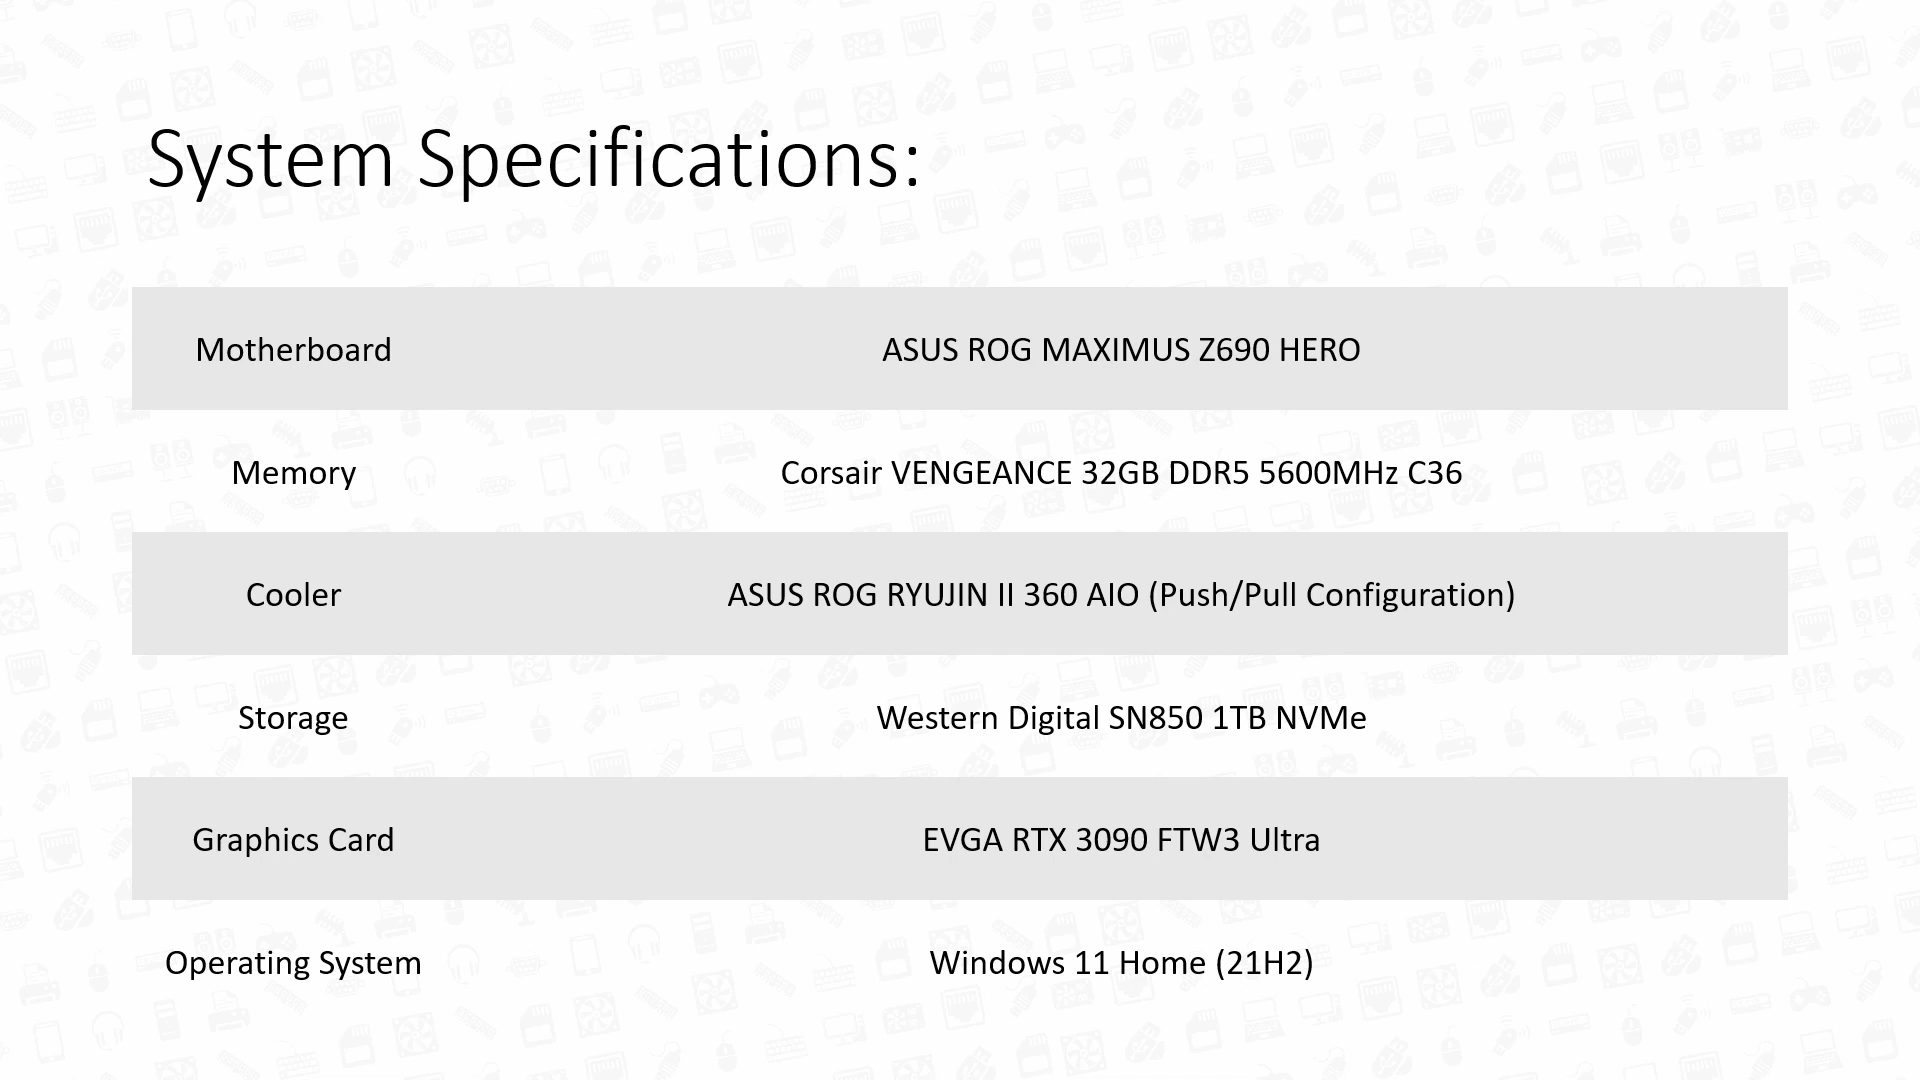 System Specifications:
Motherboard ASUS ROG MAXIMUS Z690 HERO
Memory Corsair VENGEANCE 32GB DDR5 5600MHz C36
Cooler ASUS ROG RYUJIN II 360 AIO (Push/Pull Configuration)
Storage Western Digital SN850 1TB NVMe
Graphics Card EVGA RTX 3090 FTW3 Ultra
Operating System Windows 11 Home (21H2)